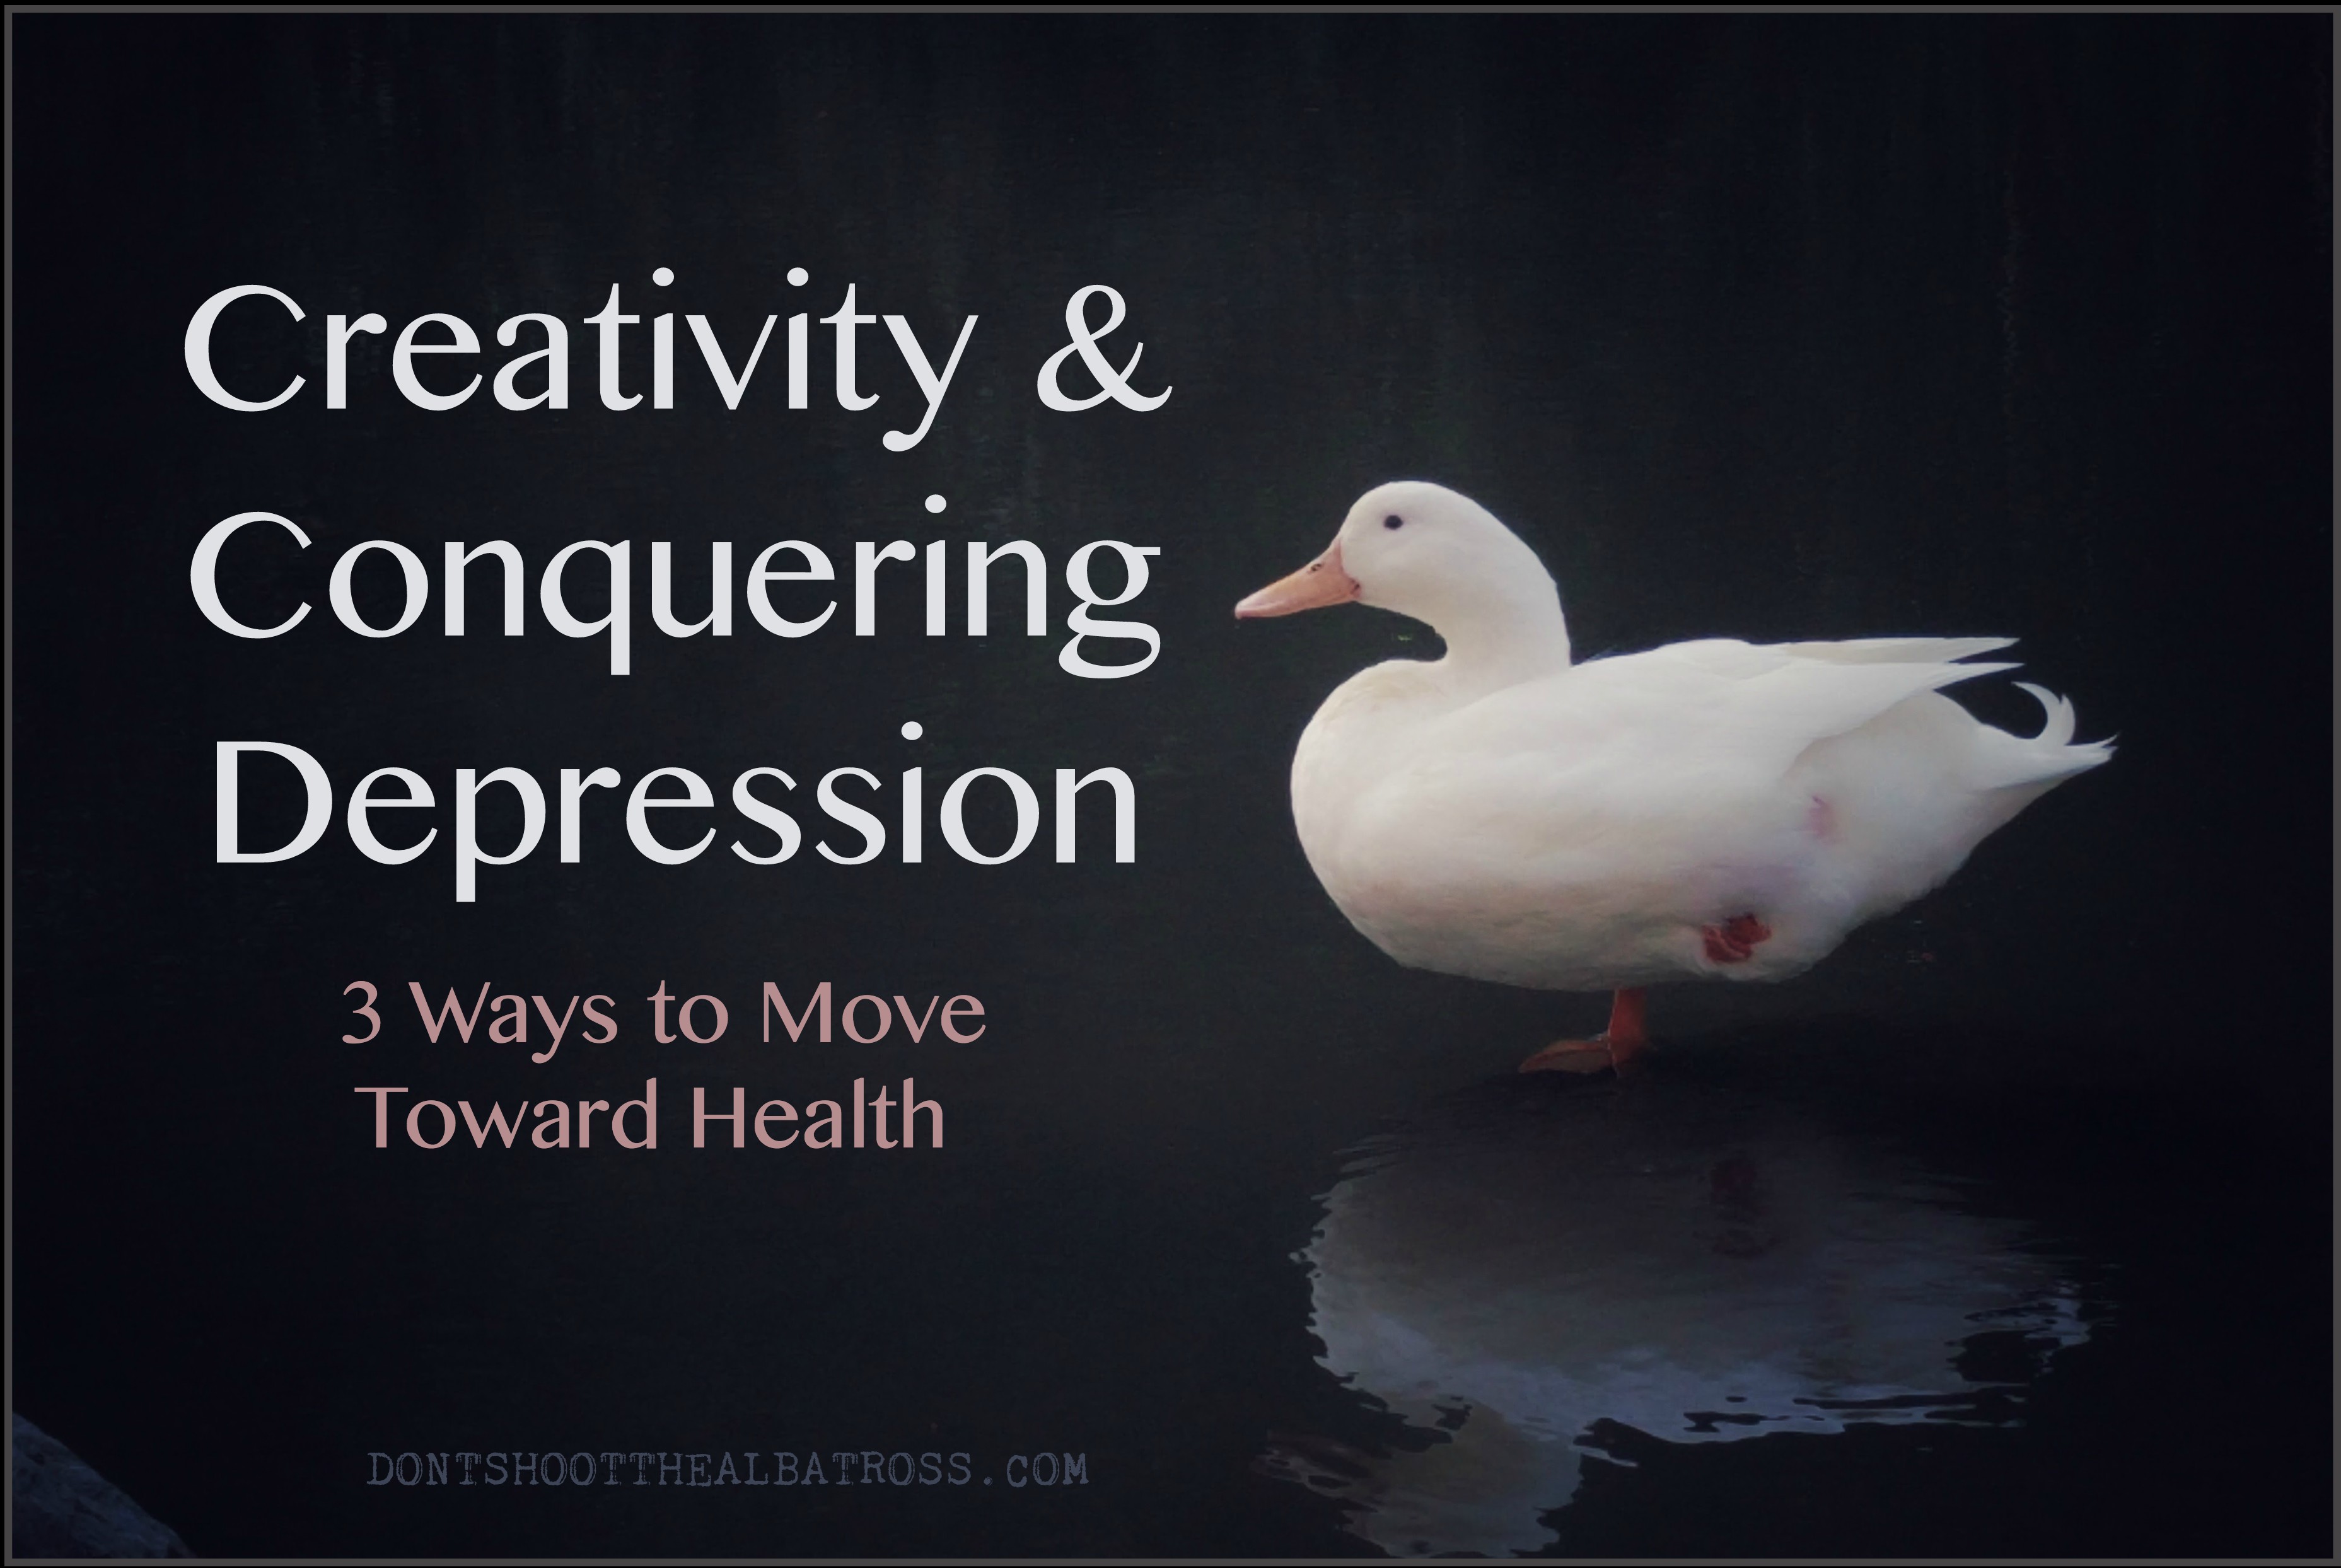 Creativity &
Conquering
Depression
3 Ways to Move
Toward Health
DONTSHOOTTHEALBATROSS.COM